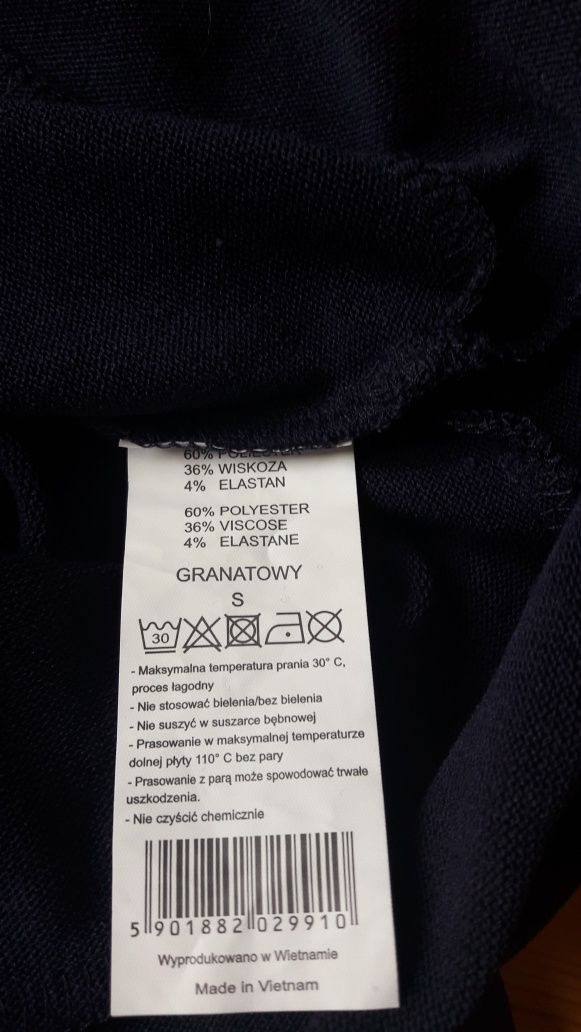 60% POLIESTER
36% WISKOZA
4% ELASTAN
60% POLYESTER
36% VISCOSE
4% ELASTANE
GRANATOWY
S
30
- Maksymalna temperatura prania 30° C,
proces łagodny
- Nie stosować bielenia/bez bielenia
- Nie suszyć w suszarce bębnowej
- Prasowanie w maksymalnej temperaturze
dolnej płyty 110° C bez pary
- Prasowanie z parą może spowodować trwałe
uszkodzenia.
- Nie czyścić chemicznie
5 901882 029910
Wyprodukowano w Wietnamie
Made in Vietnam